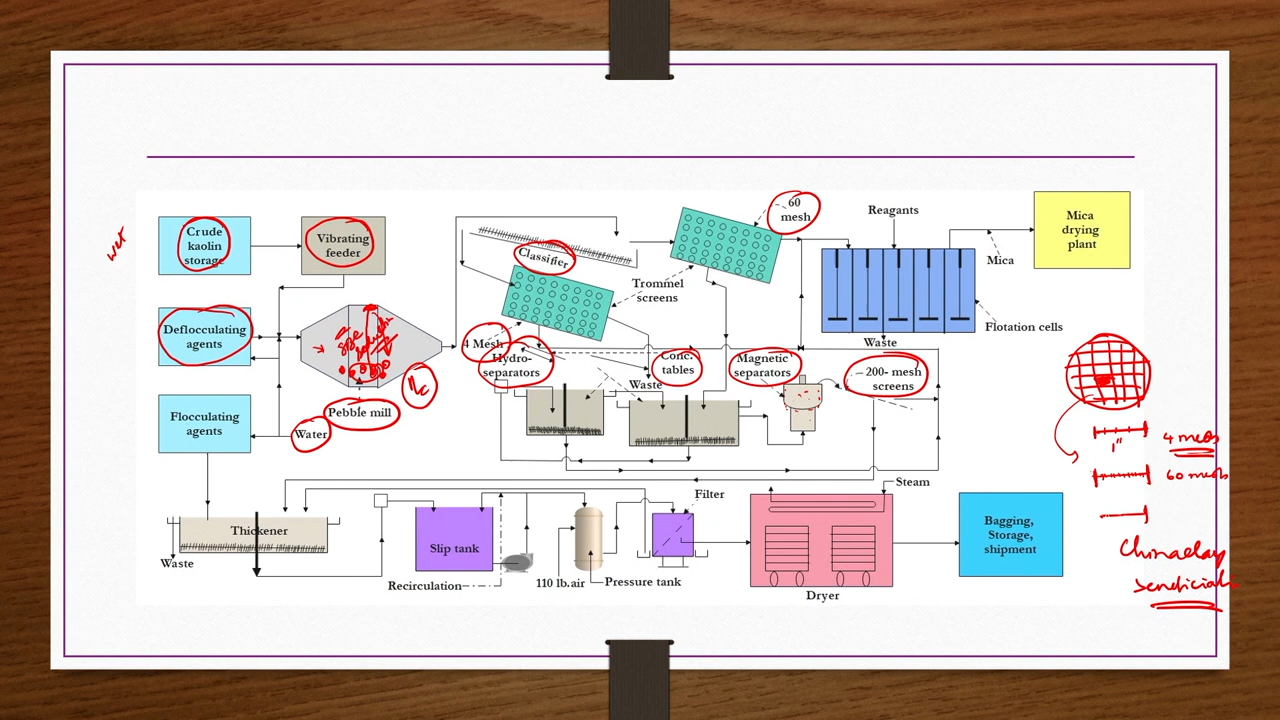 wet
Crude
kaolin
storage
Vibrating
feeder
Deflocculating
agents
size
reduction
Flocculating
agents
Water
Pebble mill
Classifier
4 Mesh
Hydro-
separators
Trommel
screens
60
mesh
Conc.
tables
Waste
Magnetic
separators
200- mesh
screens
Reagants
Mica
Flotation cells
Waste
Mica
drying
plant
1"
4 mesh
60 mesh
Chinaclay
Thickener
Waste
Slip tank
Recirculation
110 lb.air
Pressure tank
Filter
Steam
Dryer
Bagging,
Storage,
shipment